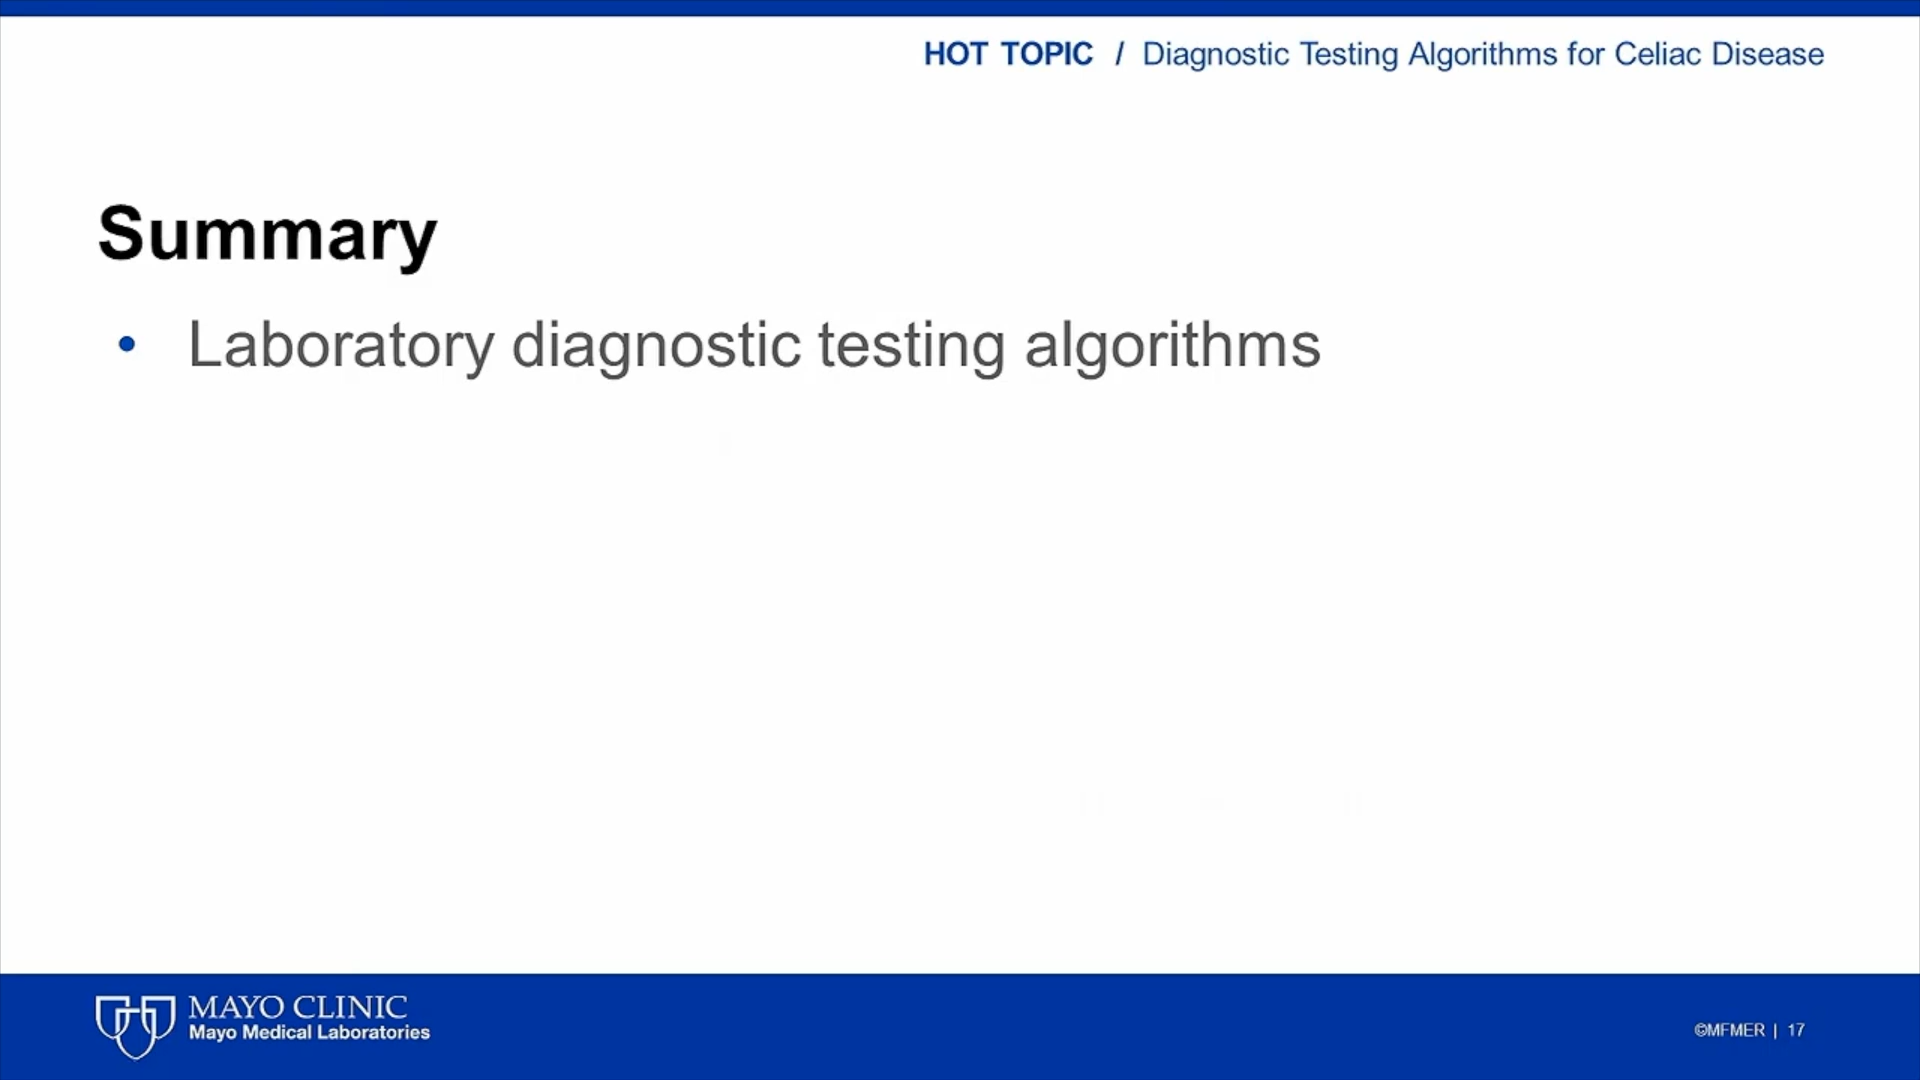 HOT TOPIC / Diagnostic Testing Algorithms for Celiac Disease
Summary
• Laboratory diagnostic testing algorithms
MAYO CLINIC
Mayo Medical Laboratories
©MFMER | 17